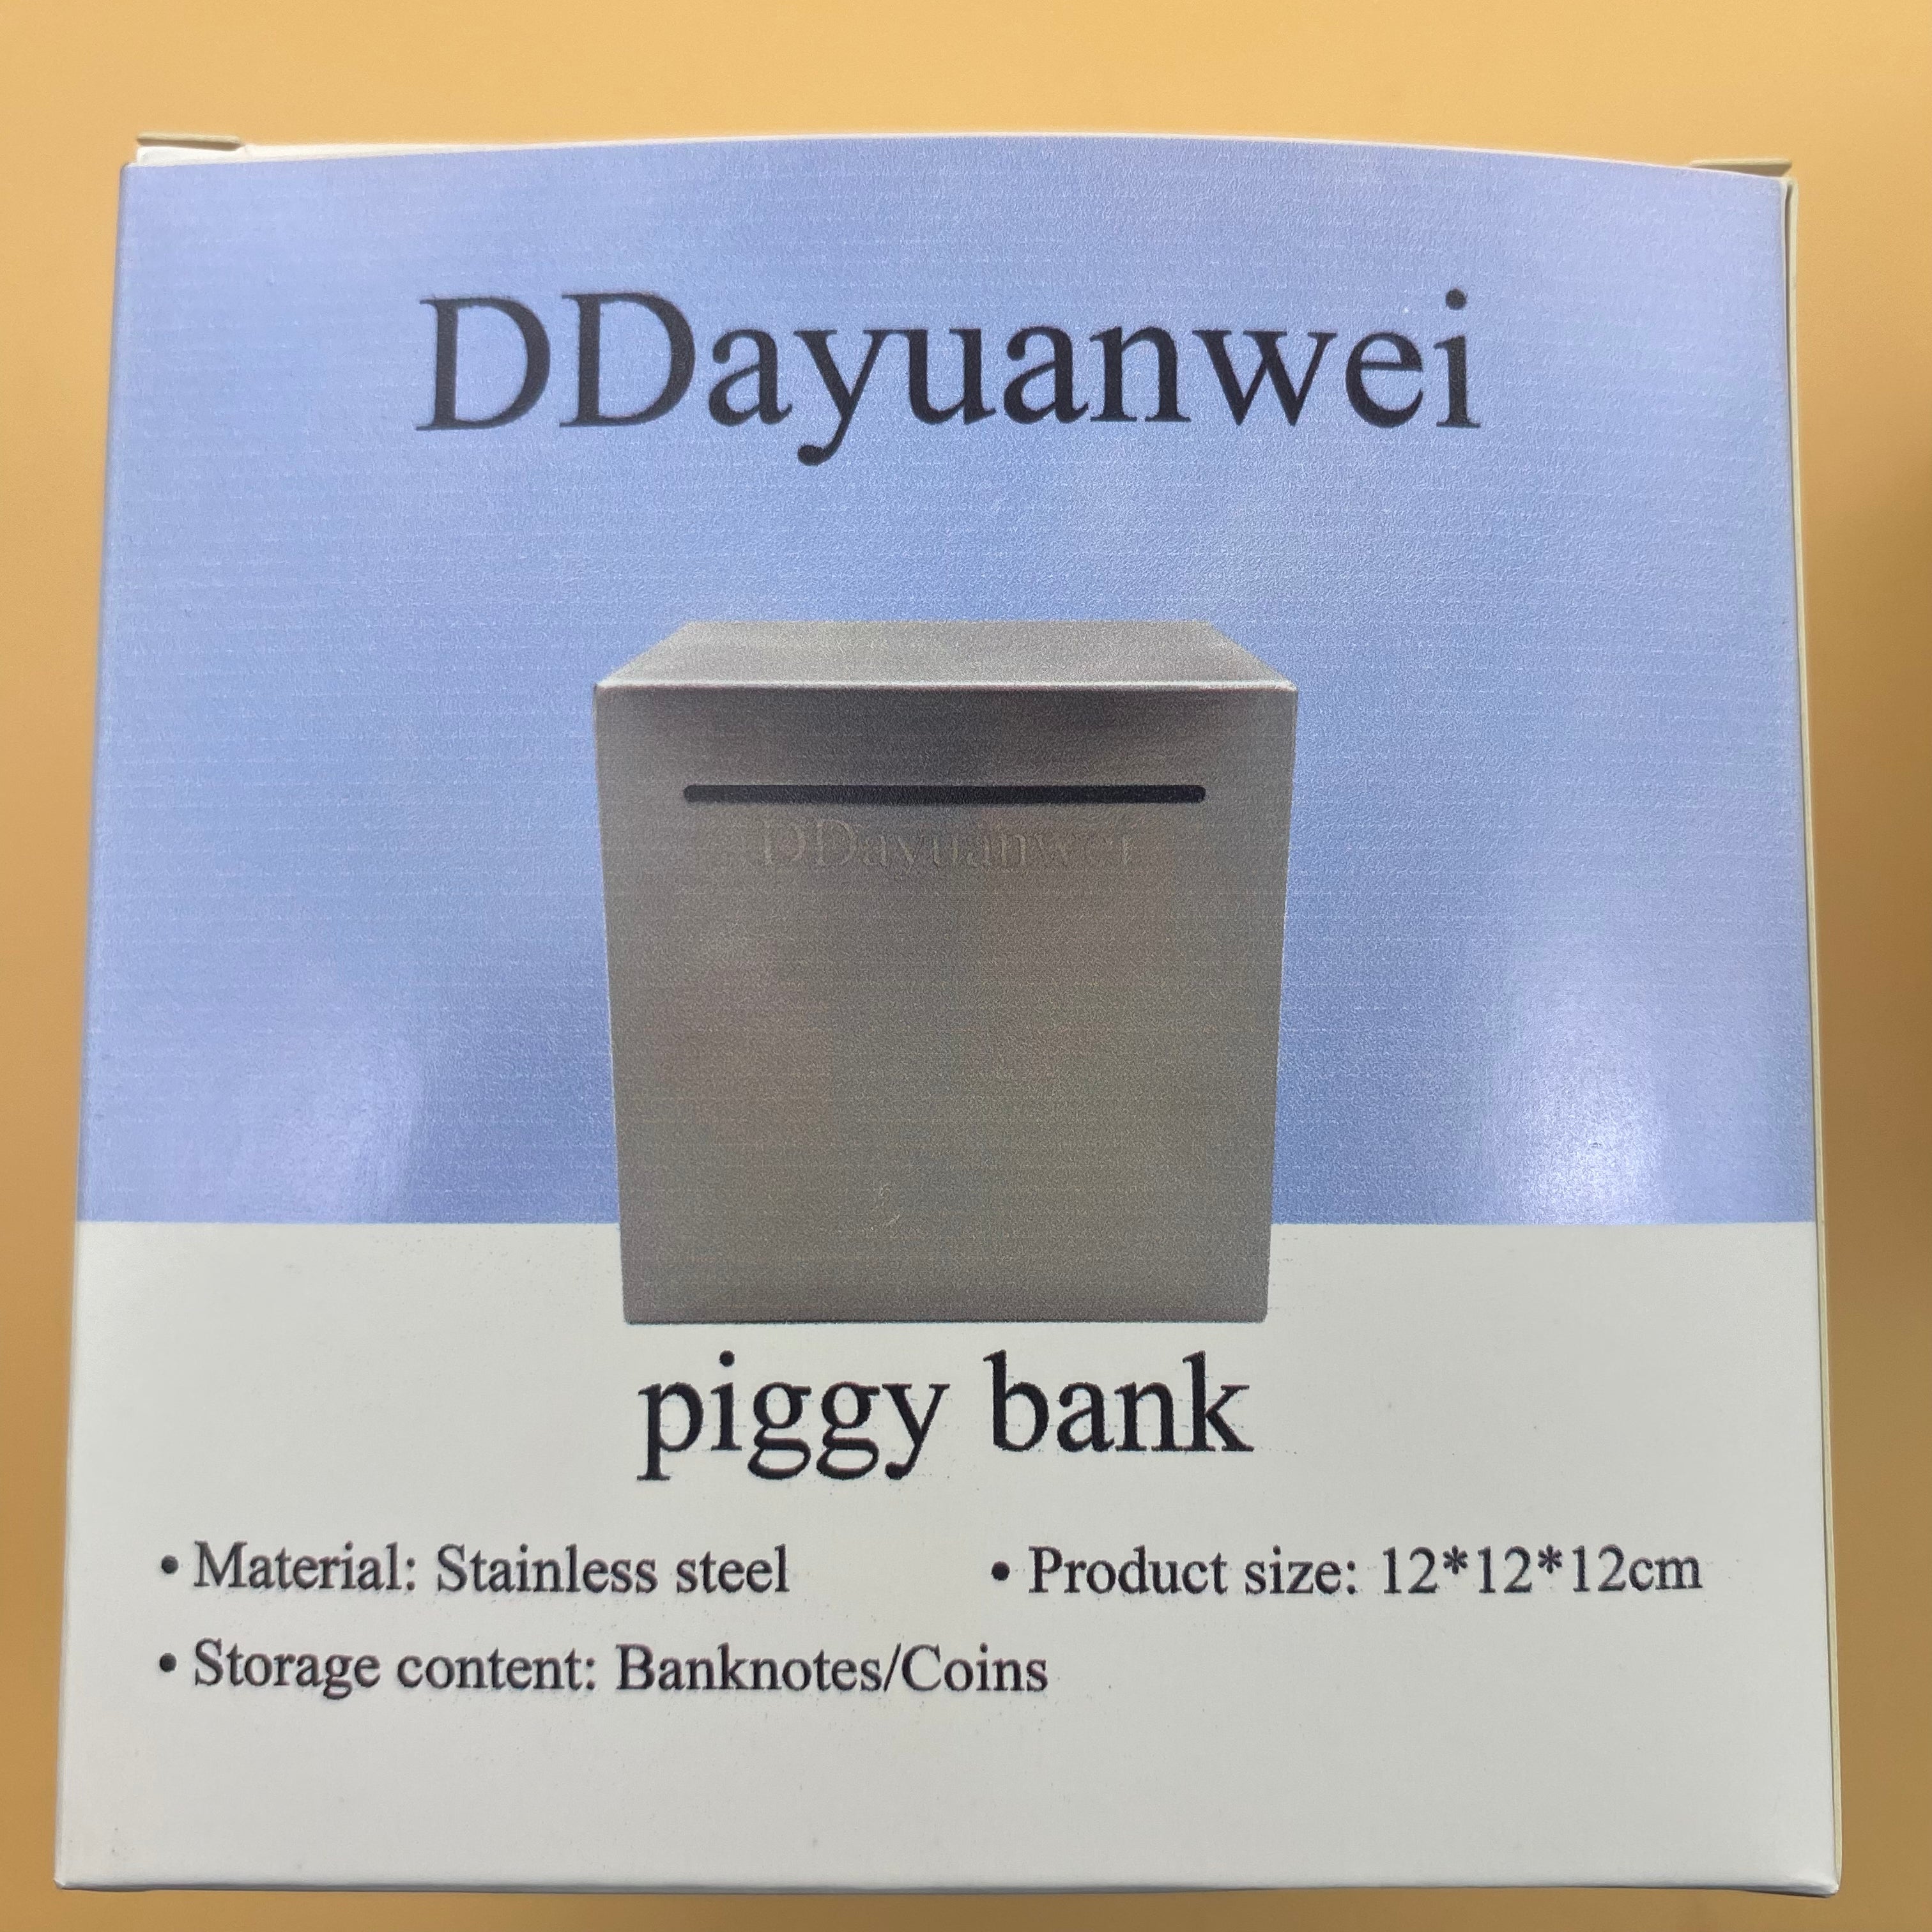 DDayuanwei
DDayuanwei
piggy bank
• Material: Stainless steel
• Product size: 12*12*12cm
• Storage content: Banknotes/Coins